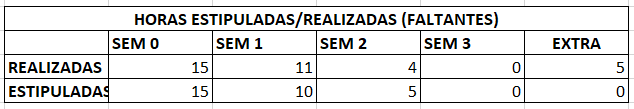 HORAS ESTIPULADAS/REALIZADAS (FALTANTES)
SEM 0 SEM 1 SEM 2 SEM 3 EXTRA
REALIZADAS 15 11 4 0 5
ESTIPULADAS 15 10 5 0 0